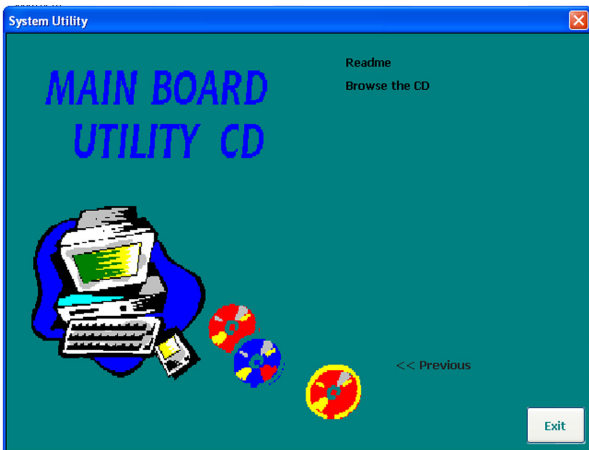 System Utility
MAIN BOARD
UTILITY CD
Readme
Browse the CD
<< Previous
Exit